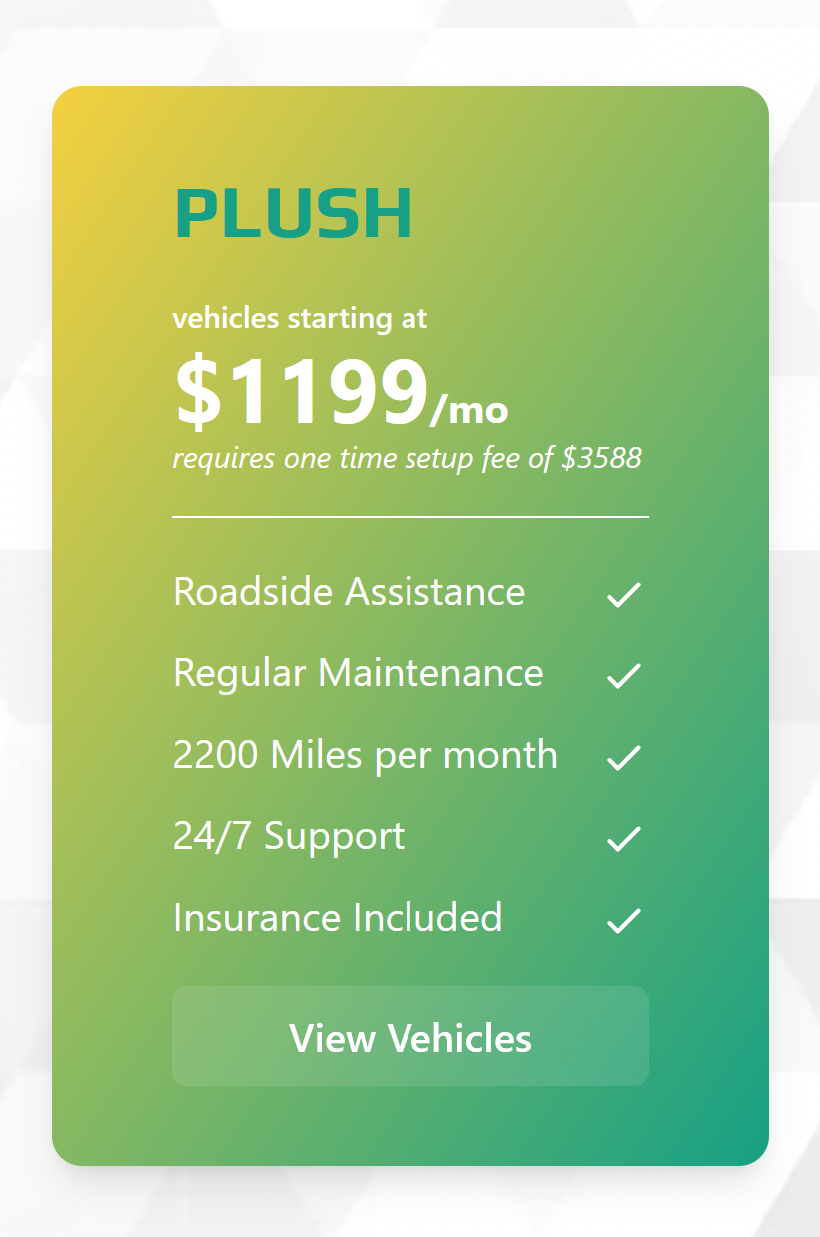 PLUSH
vehicles starting at
$1199/mo
requires one time setup fee of $3588
Roadside Assistance
Regular Maintenance
2200 Miles per month
24/7 Support
Insurance Included
View Vehicles